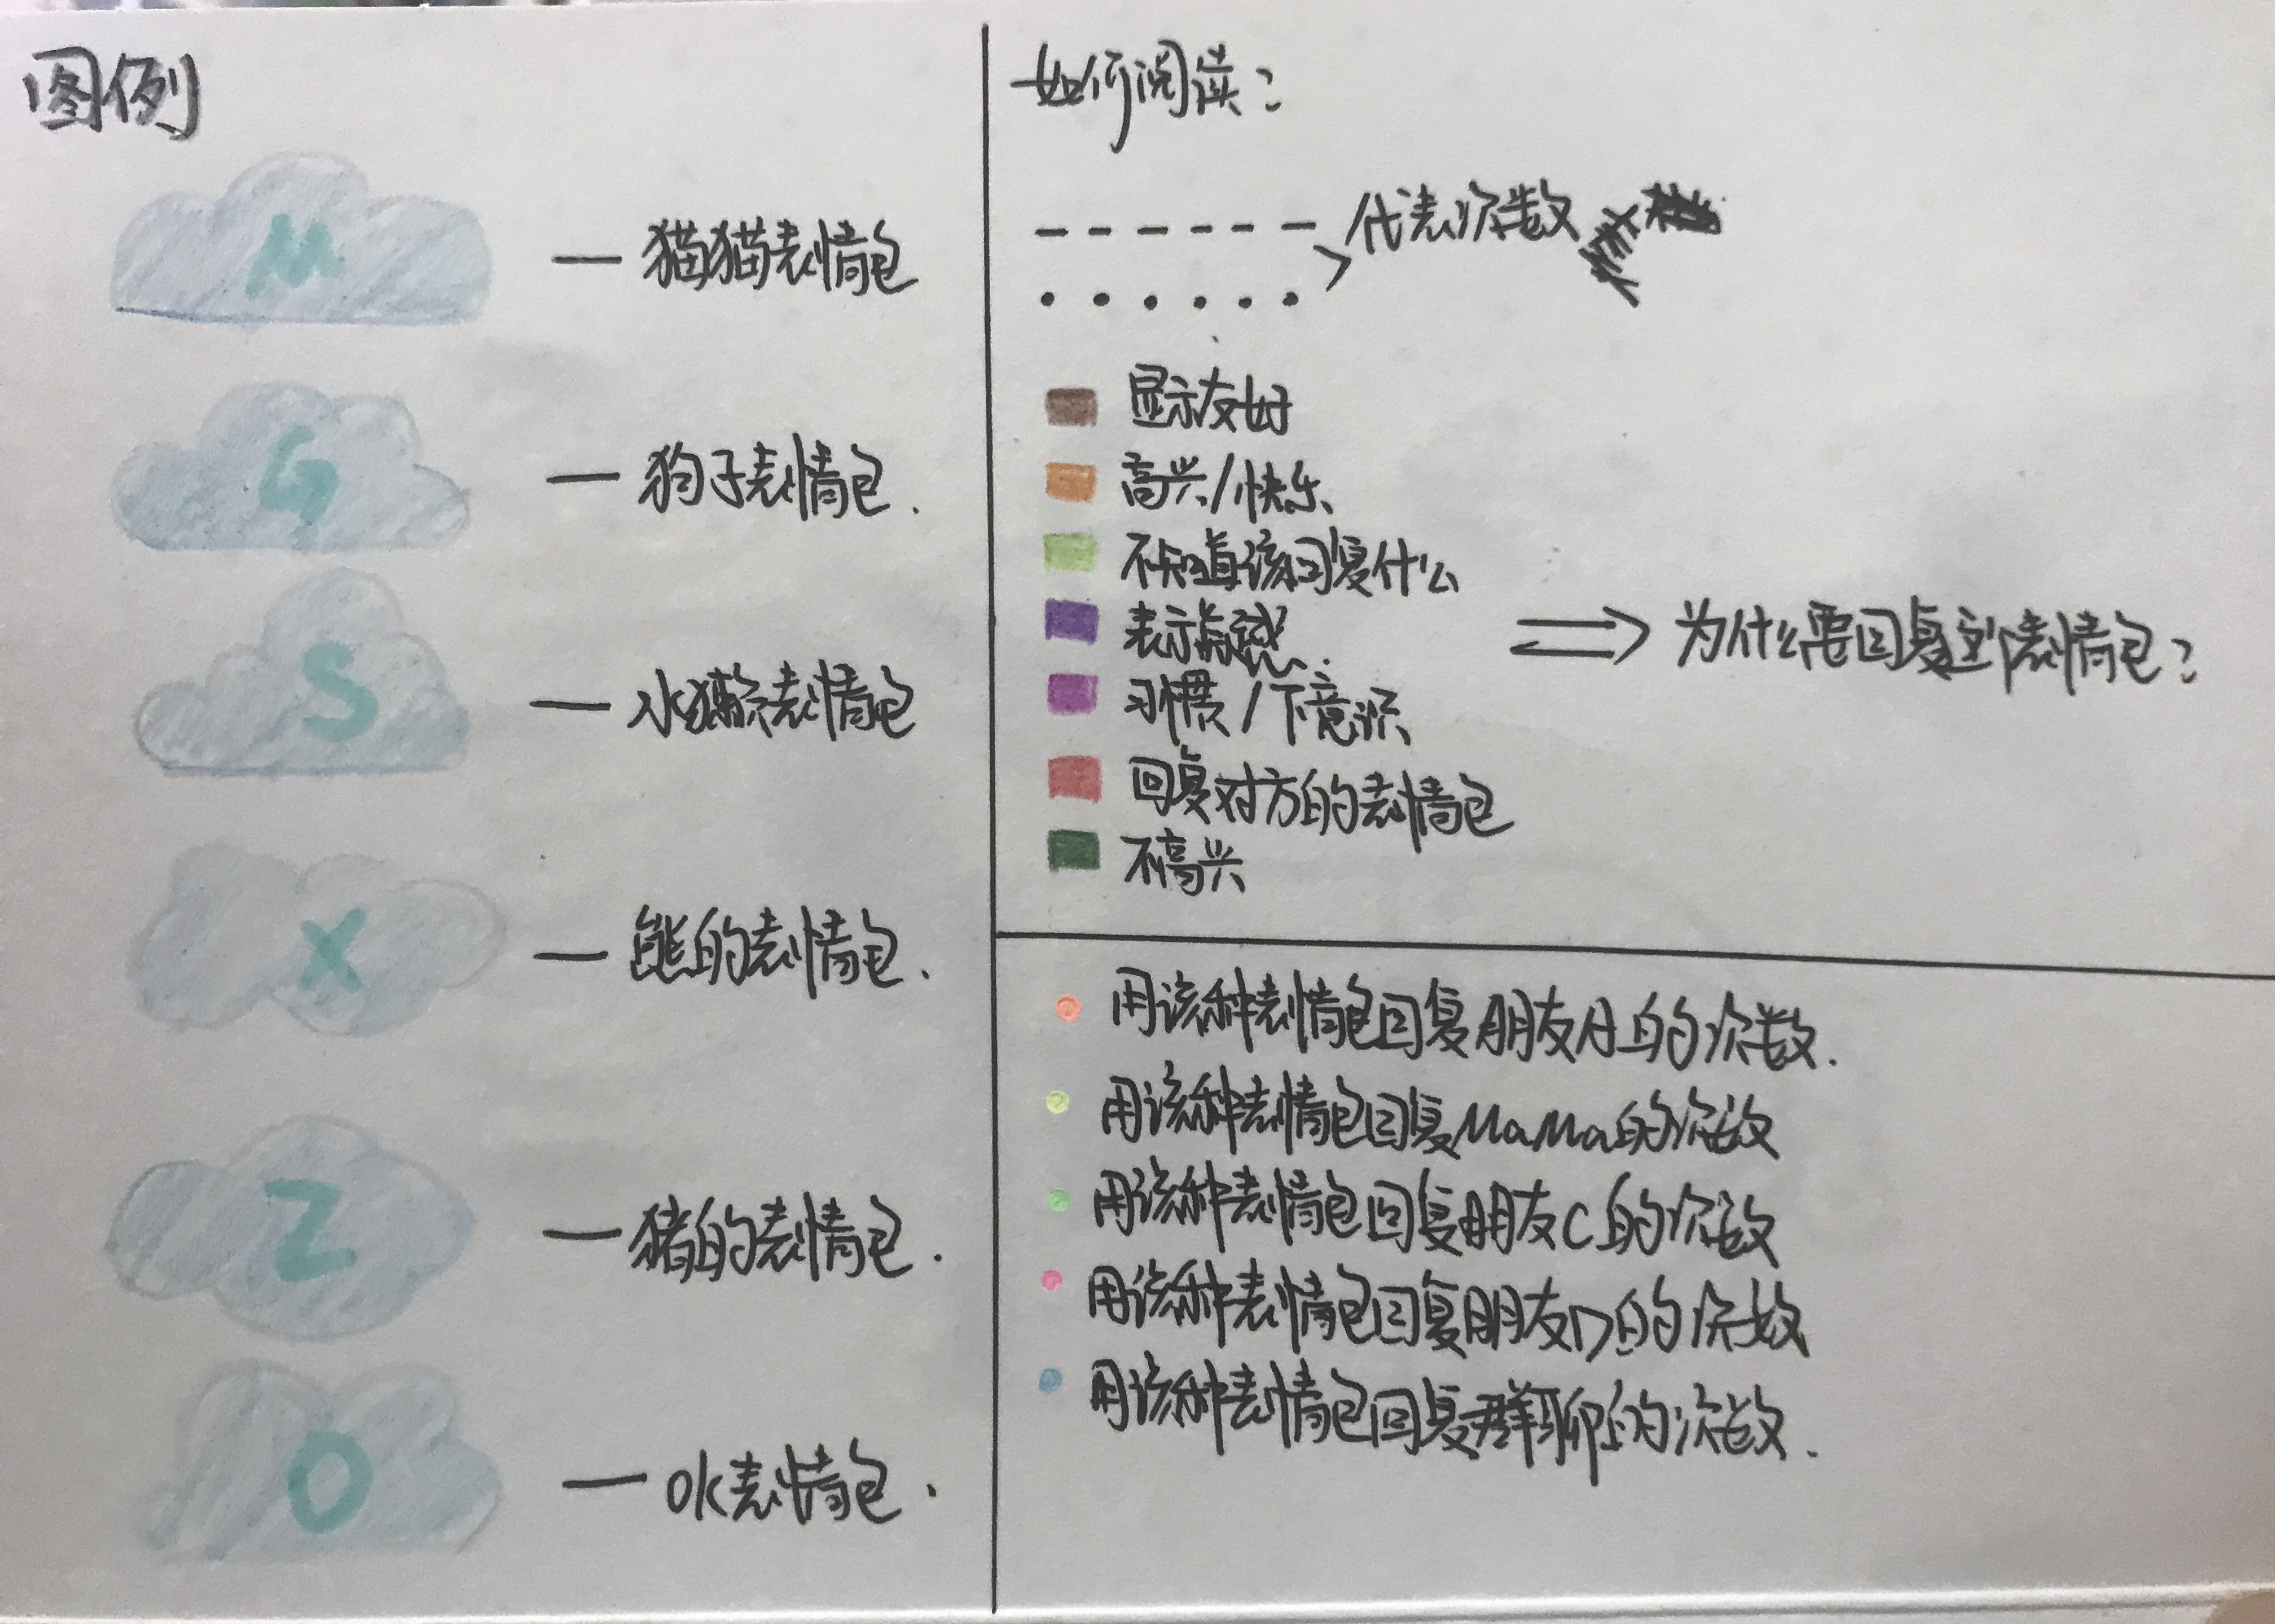 图例
M — 猫猫表情包
G — 狗子表情包.
S — 水獭表情包
X — 熊的表情包.
Z — 猪的表情包.
O — OK表情包.
如何阅读?
代表次数
显示友好
高兴/快乐
不知道该回复什么
表示
习惯/下意识
回复对方的表情包
不高兴
为什么要回复这个表情包?
用该种表情包回复朋友A的次数.
用该种表情包回复MaMa的次数
用该种表情包回复朋友C的次数
用该种表情包回复朋友D的次数
用该种表情包回复群聊的次数.